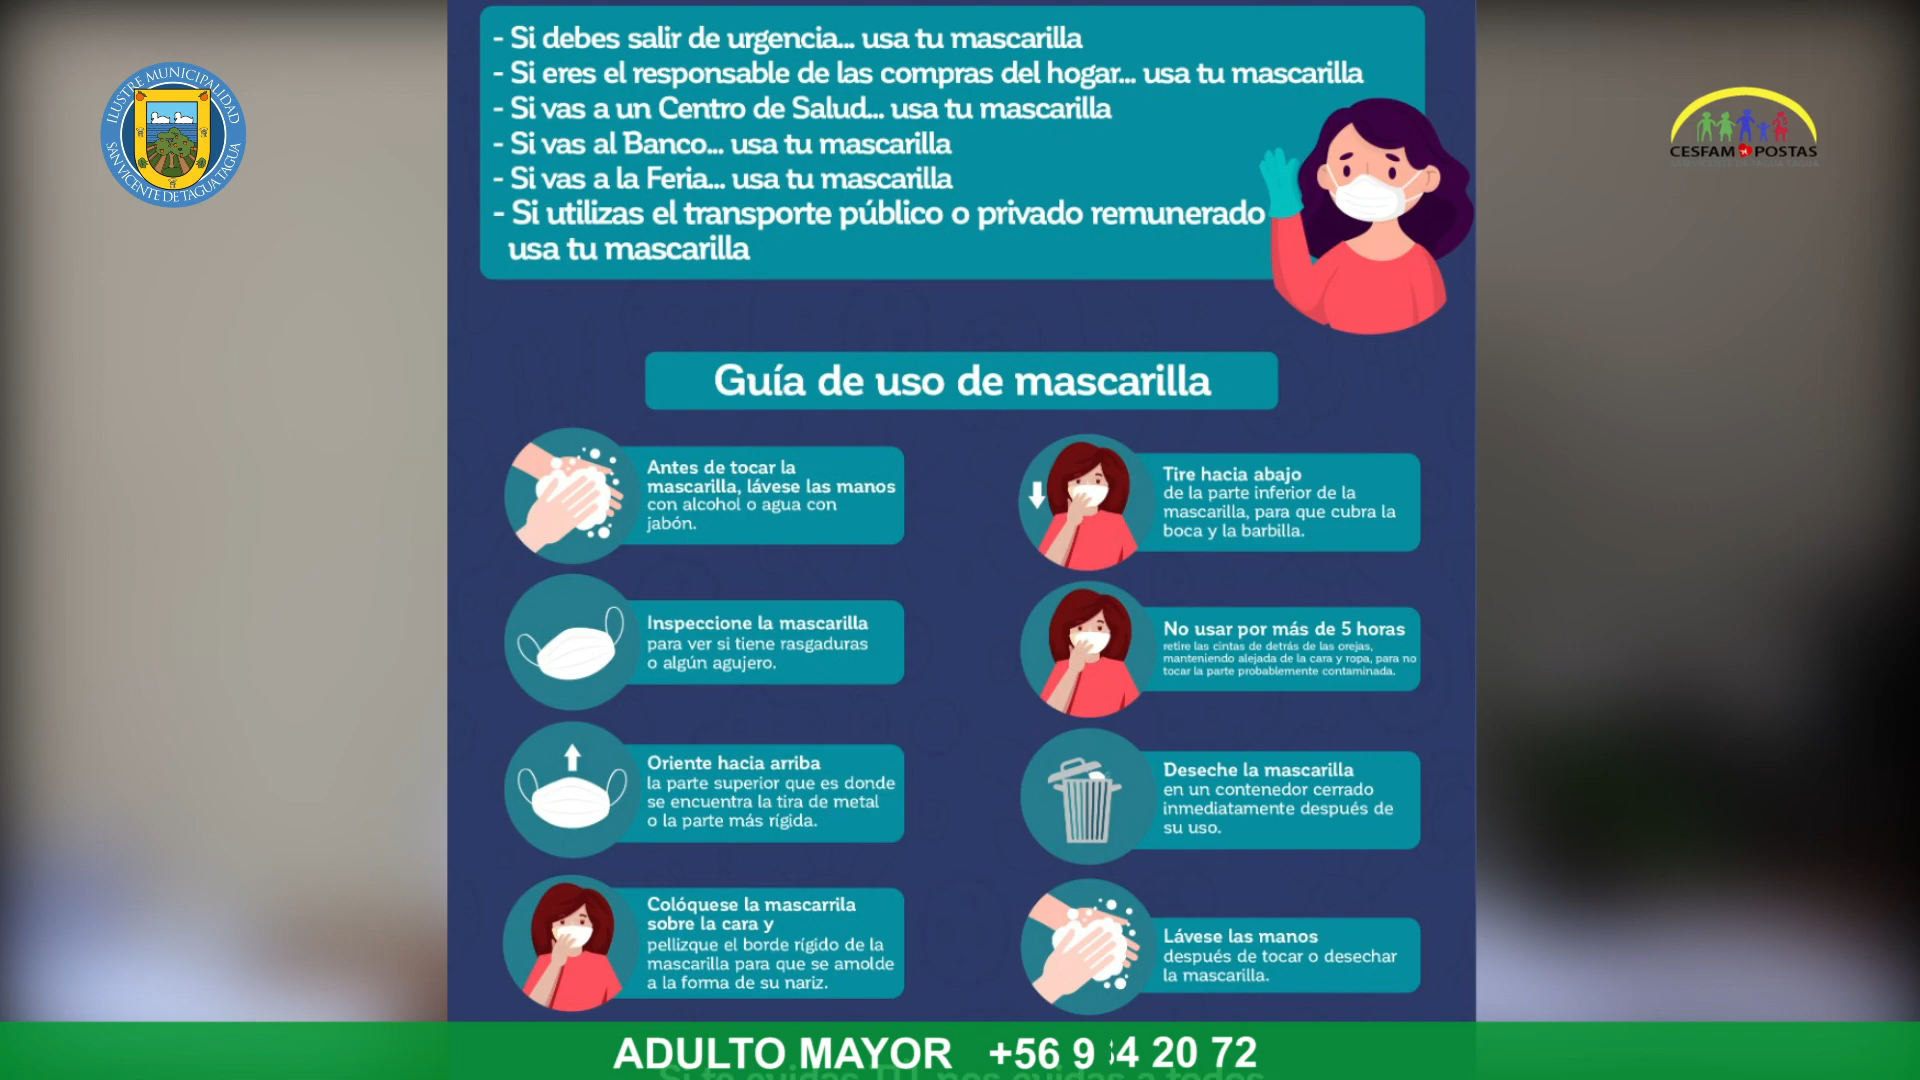 - Si debes salir de urgencia... usa tu mascarilla
- Si eres el responsable de las compras del hogar... usa tu mascarilla
- Si vas a un Centro de Salud... usa tu mascarilla
- Si vas al Banco... usa tu mascarilla
- Si vas a la Feria... usa tu mascarilla
- Si utilizas el transporte público o privado remunerado
usa tu mascarilla
ILUSTRE MUNICIPALIDAD
SAN VICENTE DE TAGUA TAGUA
CESFAM POSTAS
Guía de uso de mascarilla
Antes de tocar la
mascarilla, lávese las manos
con alcohol o agua con
jabón.
Inspeccione la mascarilla
para ver si tiene rasgaduras
o algún agujero.
Oriente hacia arriba
la parte superior que es donde
se encuentra la tira de metal
o la parte más rígida.
Colóquese la mascarrila
sobre la cara y
pellizque el borde rígido de la
mascarilla para que se amolde
a la forma de su nariz.
Tire hacia abajo
de la parte inferior de la
mascarilla, para que cubra la
boca y la barbilla.
No usar por más de 5 horas
retire las cintas de detrás de las orejas,
manteniendo alejada de la cara y ropa, para no
tocar la parte probablemente contaminada.
Deseche la mascarilla
en un contenedor cerrado
inmediatamente después de
su uso.
Lávese las manos
después de tocar o desechar
la mascarilla.
ADULTO MAYOR +56 9 4 20 72